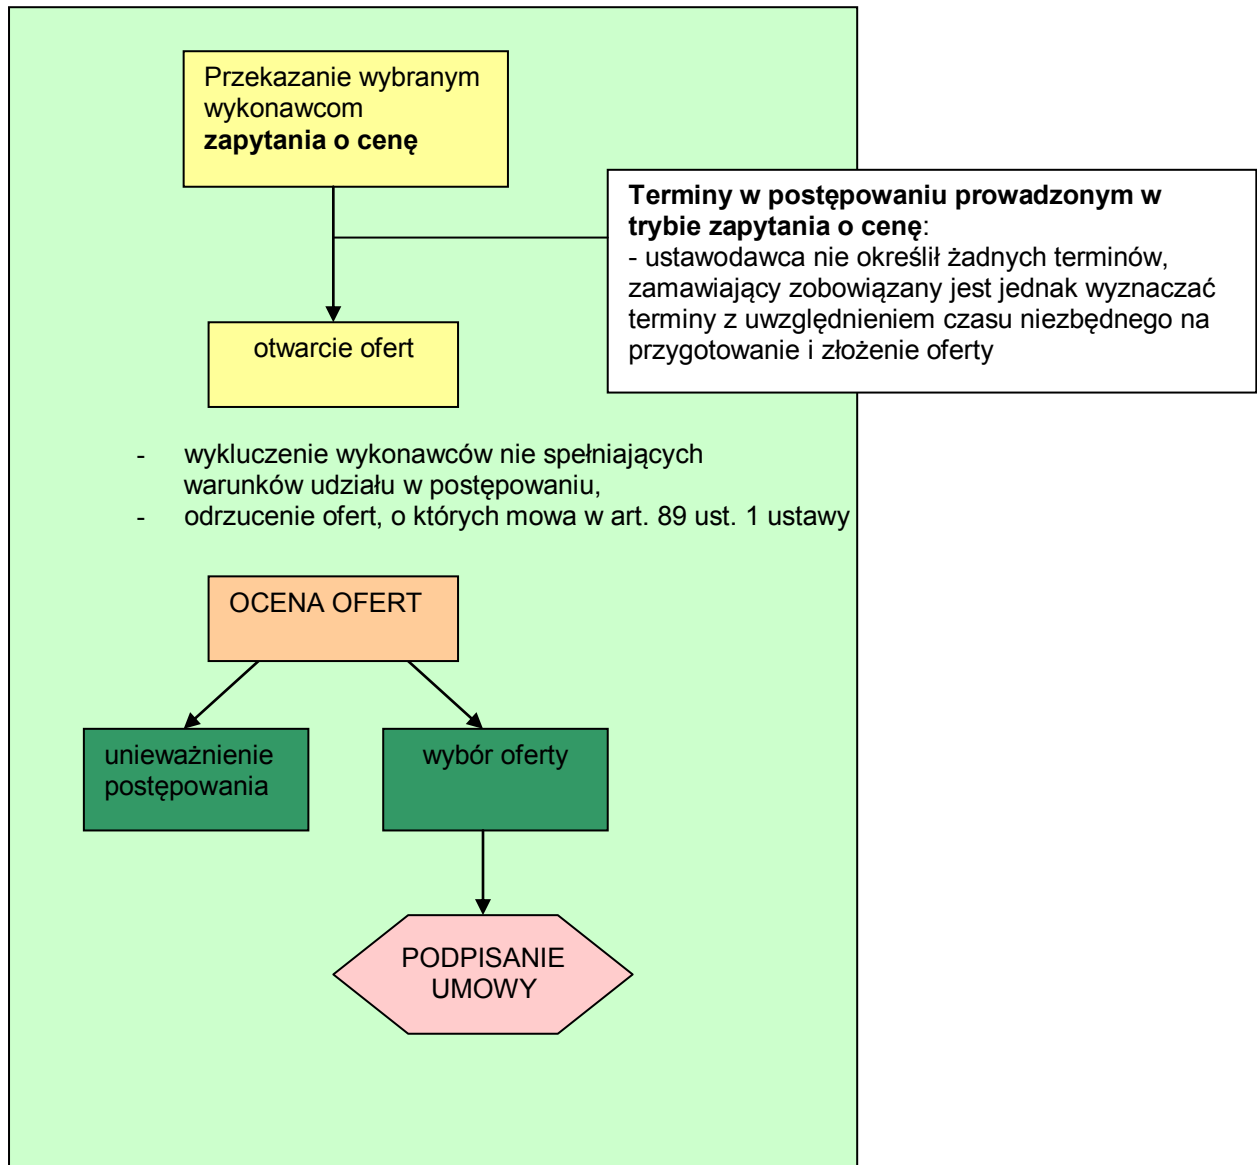 Przekazanie wybranym
wykonawcom
zapytania o cenę
Terminy w postępowaniu prowadzonym w
trybie zapytania o cenę:
- ustawodawca nie określił żadnych terminów,
zamawiający zobowiązany jest jednak wyznaczać
terminy z uwzględnieniem czasu niezbędnego na
przygotowanie i złożenie oferty
otwarcie ofert
- wykluczenie wykonawców nie spełniających
warunków udziału w postępowaniu,
- odrzucenie ofert, o których mowa w art. 89 ust. 1 ustawy
OCENA OFERT
unieważnienie
postępowania
wybór oferty
PODPISANIE
UMOWY